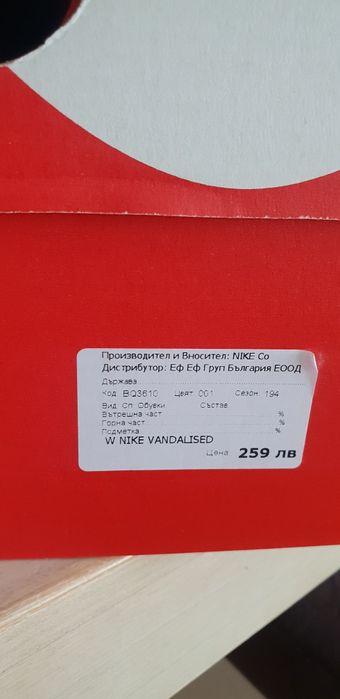 Производител и Вносител: NIKE Co
Дистрибутор: Еф Еф Груп България ЕООД
Държава
Код BQ3610 Цвят 001 Сезон 194
Вид Сп Обувки Състав
Вътрешна част %
Горна част %
Подметка %
W NIKE VANDALISED
Цена 259 лв